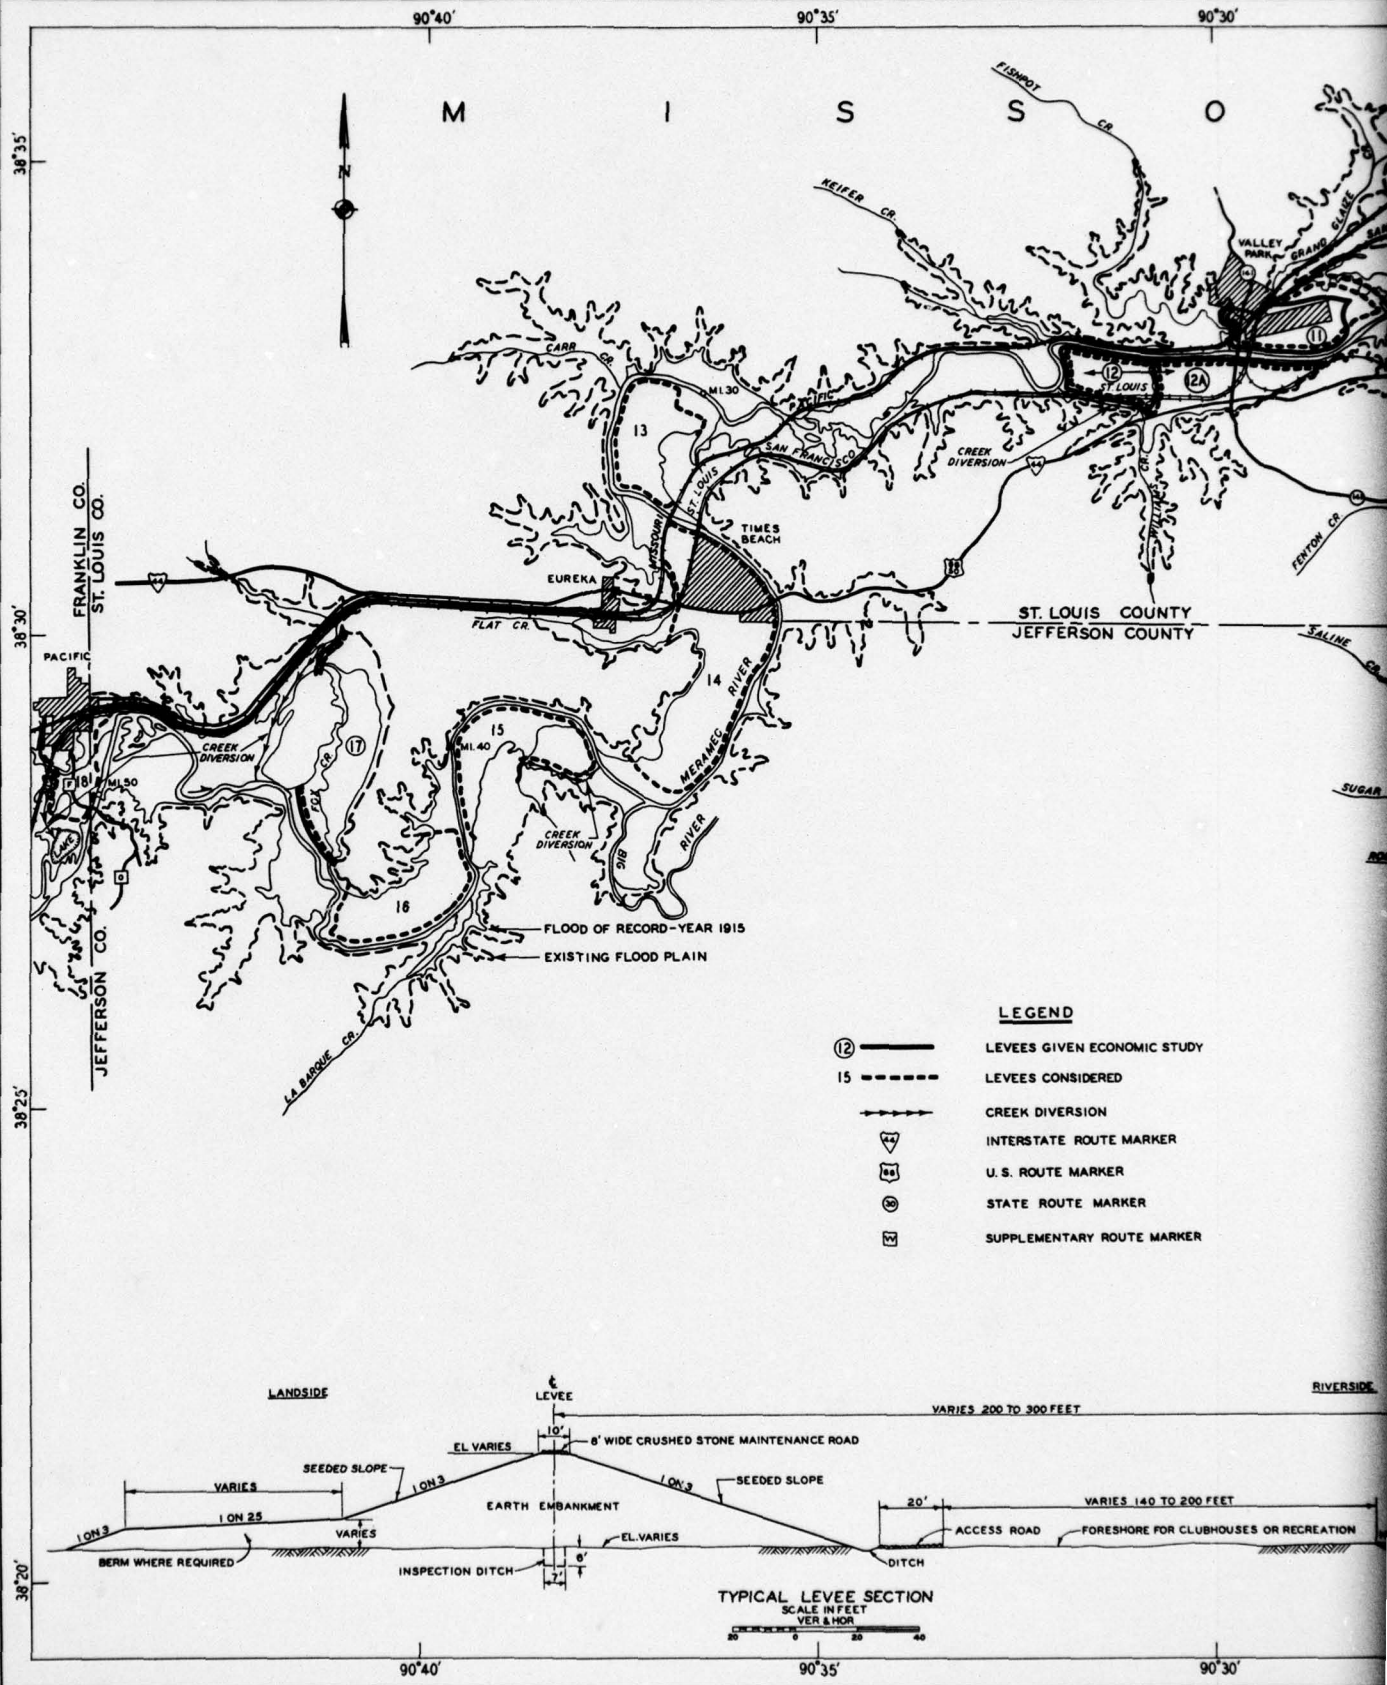 90°40'
90°35'
90°30'
M I S S O
38°35'
N
FISHPOT
CR.
KEIFER CR.
VALLEY
PARK
GRAND GLAIZE
CARR CR.
MI.30
PACIFIC
11
12
ST. LOUIS
12A
13
SAN FRANCISCO
CREEK
DIVERSION
44
ST. LOUIS
MISSOURI
TIMES
BEACH
FENTON CR.
FRANKLIN CO.
ST. LOUIS CO.
44
EUREKA
FLAT CR.
38°30'
ST. LOUIS COUNTY
JEFFERSON COUNTY
SALINE
CR.
PACIFIC
14
MERAMEC RIVER
15
MI.40
CREEK
DIVERSION
17
FOX CR.
18
MI.50
SUGAR
LAKE
CREEK
DIVERSION
BIG
RIVER
16
FLOOD OF RECORD-YEAR 1915
EXISTING FLOOD PLAIN
JEFFERSON CO.
LA BARQUE CR.
38°25'
LEGEND
12 LEVEES GIVEN ECONOMIC STUDY
15 LEVEES CONSIDERED
CREEK DIVERSION
44 INTERSTATE ROUTE MARKER
66 U.S. ROUTE MARKER
30 STATE ROUTE MARKER
W SUPPLEMENTARY ROUTE MARKER
LANDSIDE
℄
LEVEE
RIVERSIDE
VARIES 200 TO 300 FEET
10'
EL VARIES
8' WIDE CRUSHED STONE MAINTENANCE ROAD
SEEDED SLOPE
1 ON 3
1 ON 3
SEEDED SLOPE
VARIES
EARTH EMBANKMENT
20'
VARIES 140 TO 200 FEET
1 ON 3
1 ON 25
VARIES
EL.VARIES
ACCESS ROAD
FORESHORE FOR CLUBHOUSES OR RECREATION
BERM WHERE REQUIRED
INSPECTION DITCH
6'
7'
DITCH
38°20'
TYPICAL LEVEE SECTION
SCALE IN FEET
VER & HOR
20 0 20 40
90°40'
90°35'
90°30'